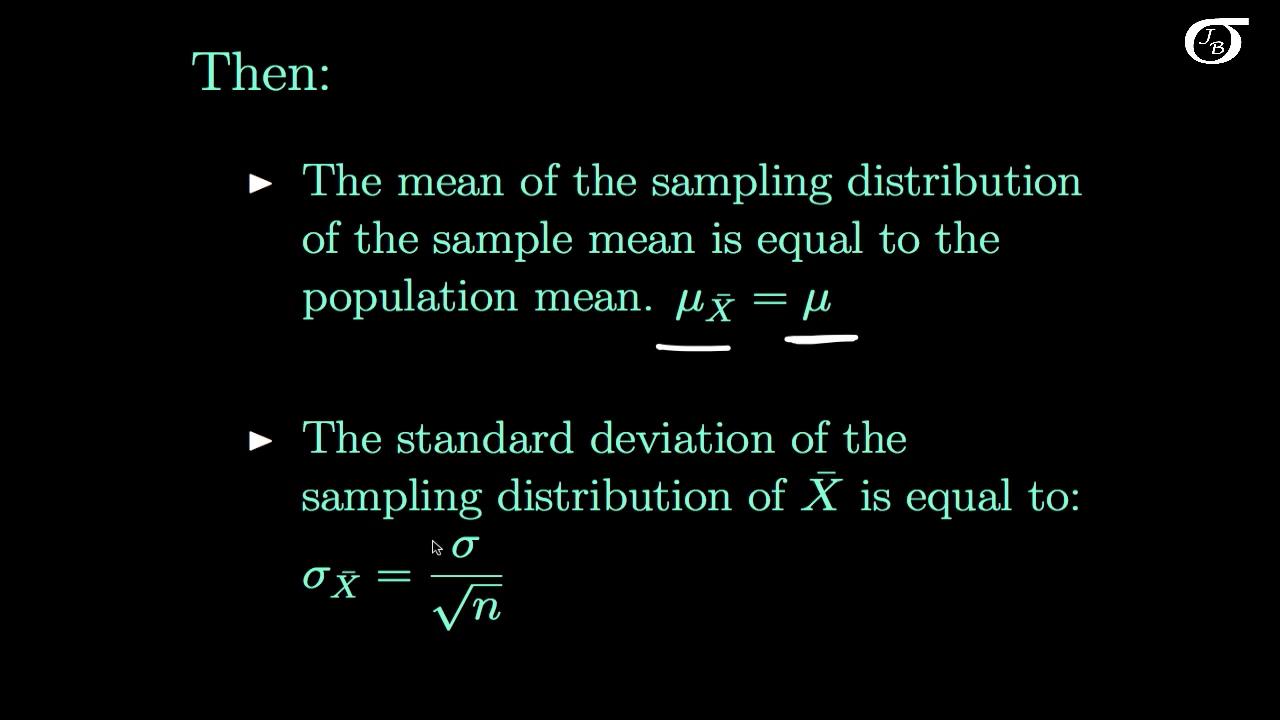 Then:
JB
► The mean of the sampling distribution
of the sample mean is equal to the
population mean. μ_X̄ = μ
► The standard deviation of the
sampling distribution of X̄ is equal to:
σ_X̄ = σ/√n